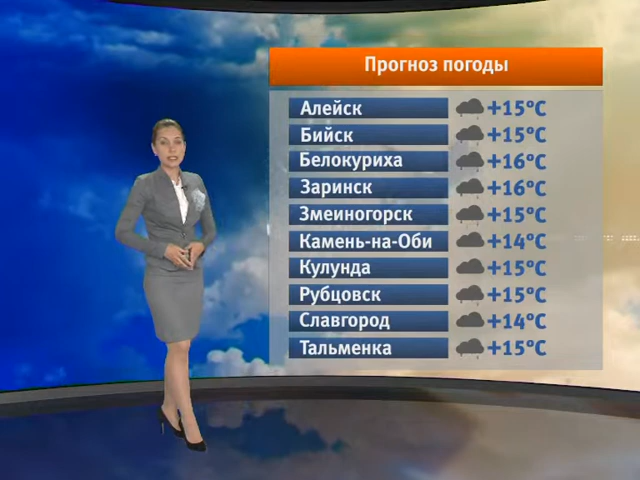 Прогноз погоды
Алейск +15°C
Бийск +15°C
Белокуриха +16°C
Заринск +16°C
Змеиногорск +15°C
Камень-на-Оби +14°C
Кулунда +15°C
Рубцовск +15°C
Славгород +14°C
Тальменка +15°C